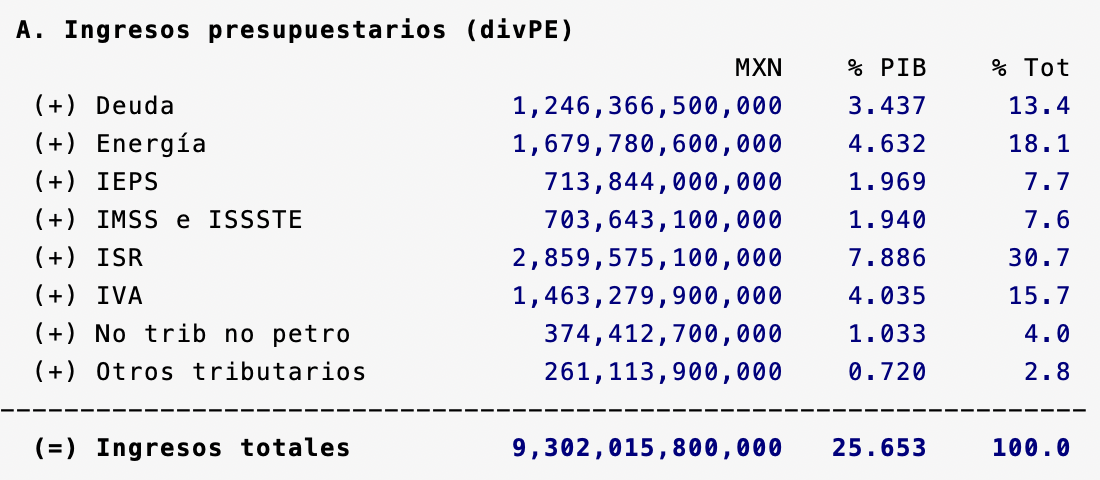 A. Ingresos presupuestarios (divPE)
MXN % PIB % Tot
(+) Deuda 1,246,366,500,000 3.437 13.4
(+) Energía 1,679,780,600,000 4.632 18.1
(+) IEPS 713,844,000,000 1.969 7.7
(+) IMSS e ISSSTE 703,643,100,000 1.940 7.6
(+) ISR 2,859,575,100,000 7.886 30.7
(+) IVA 1,463,279,900,000 4.035 15.7
(+) No trib no petro 374,412,700,000 1.033 4.0
(+) Otros tributarios 261,113,900,000 0.720 2.8
--------------------------------------------------------------------
(=) Ingresos totales 9,302,015,800,000 25.653 100.0